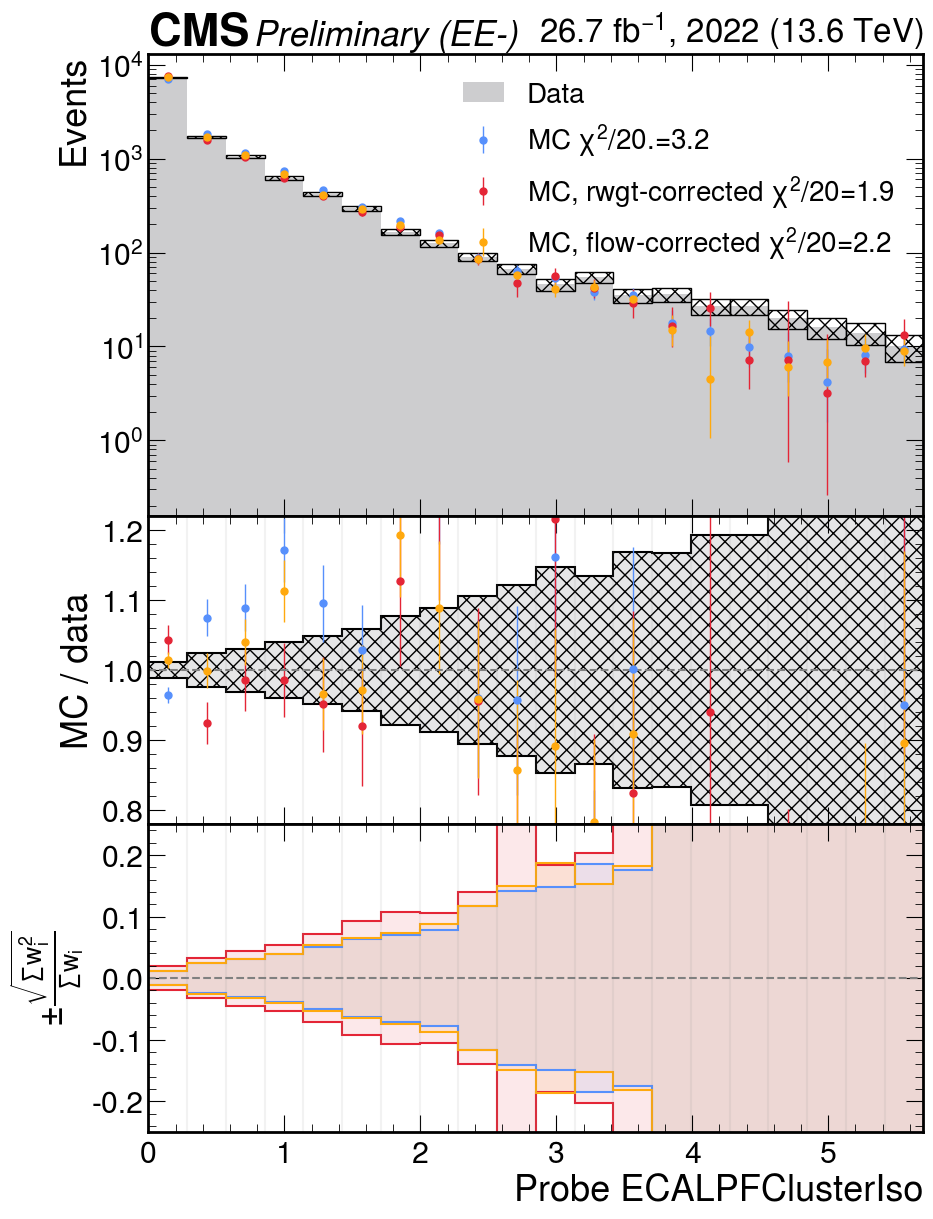 CMS Preliminary (EE-) 26.7 fb⁻¹, 2022 (13.6 TeV)
Events
10⁴
10³
10²
10¹
10⁰
Data
MC χ²/20.=3.2
MC, rwgt-corrected χ²/20=1.9
MC, flow-corrected χ²/20=2.2
MC / data
1.2
1.1
1.0
0.9
0.8
±√Σwᵢ²/Σwᵢ
0.2
0.1
0.0
-0.1
-0.2
0 1 2 3 4 5
Probe ECALPFClusterIso